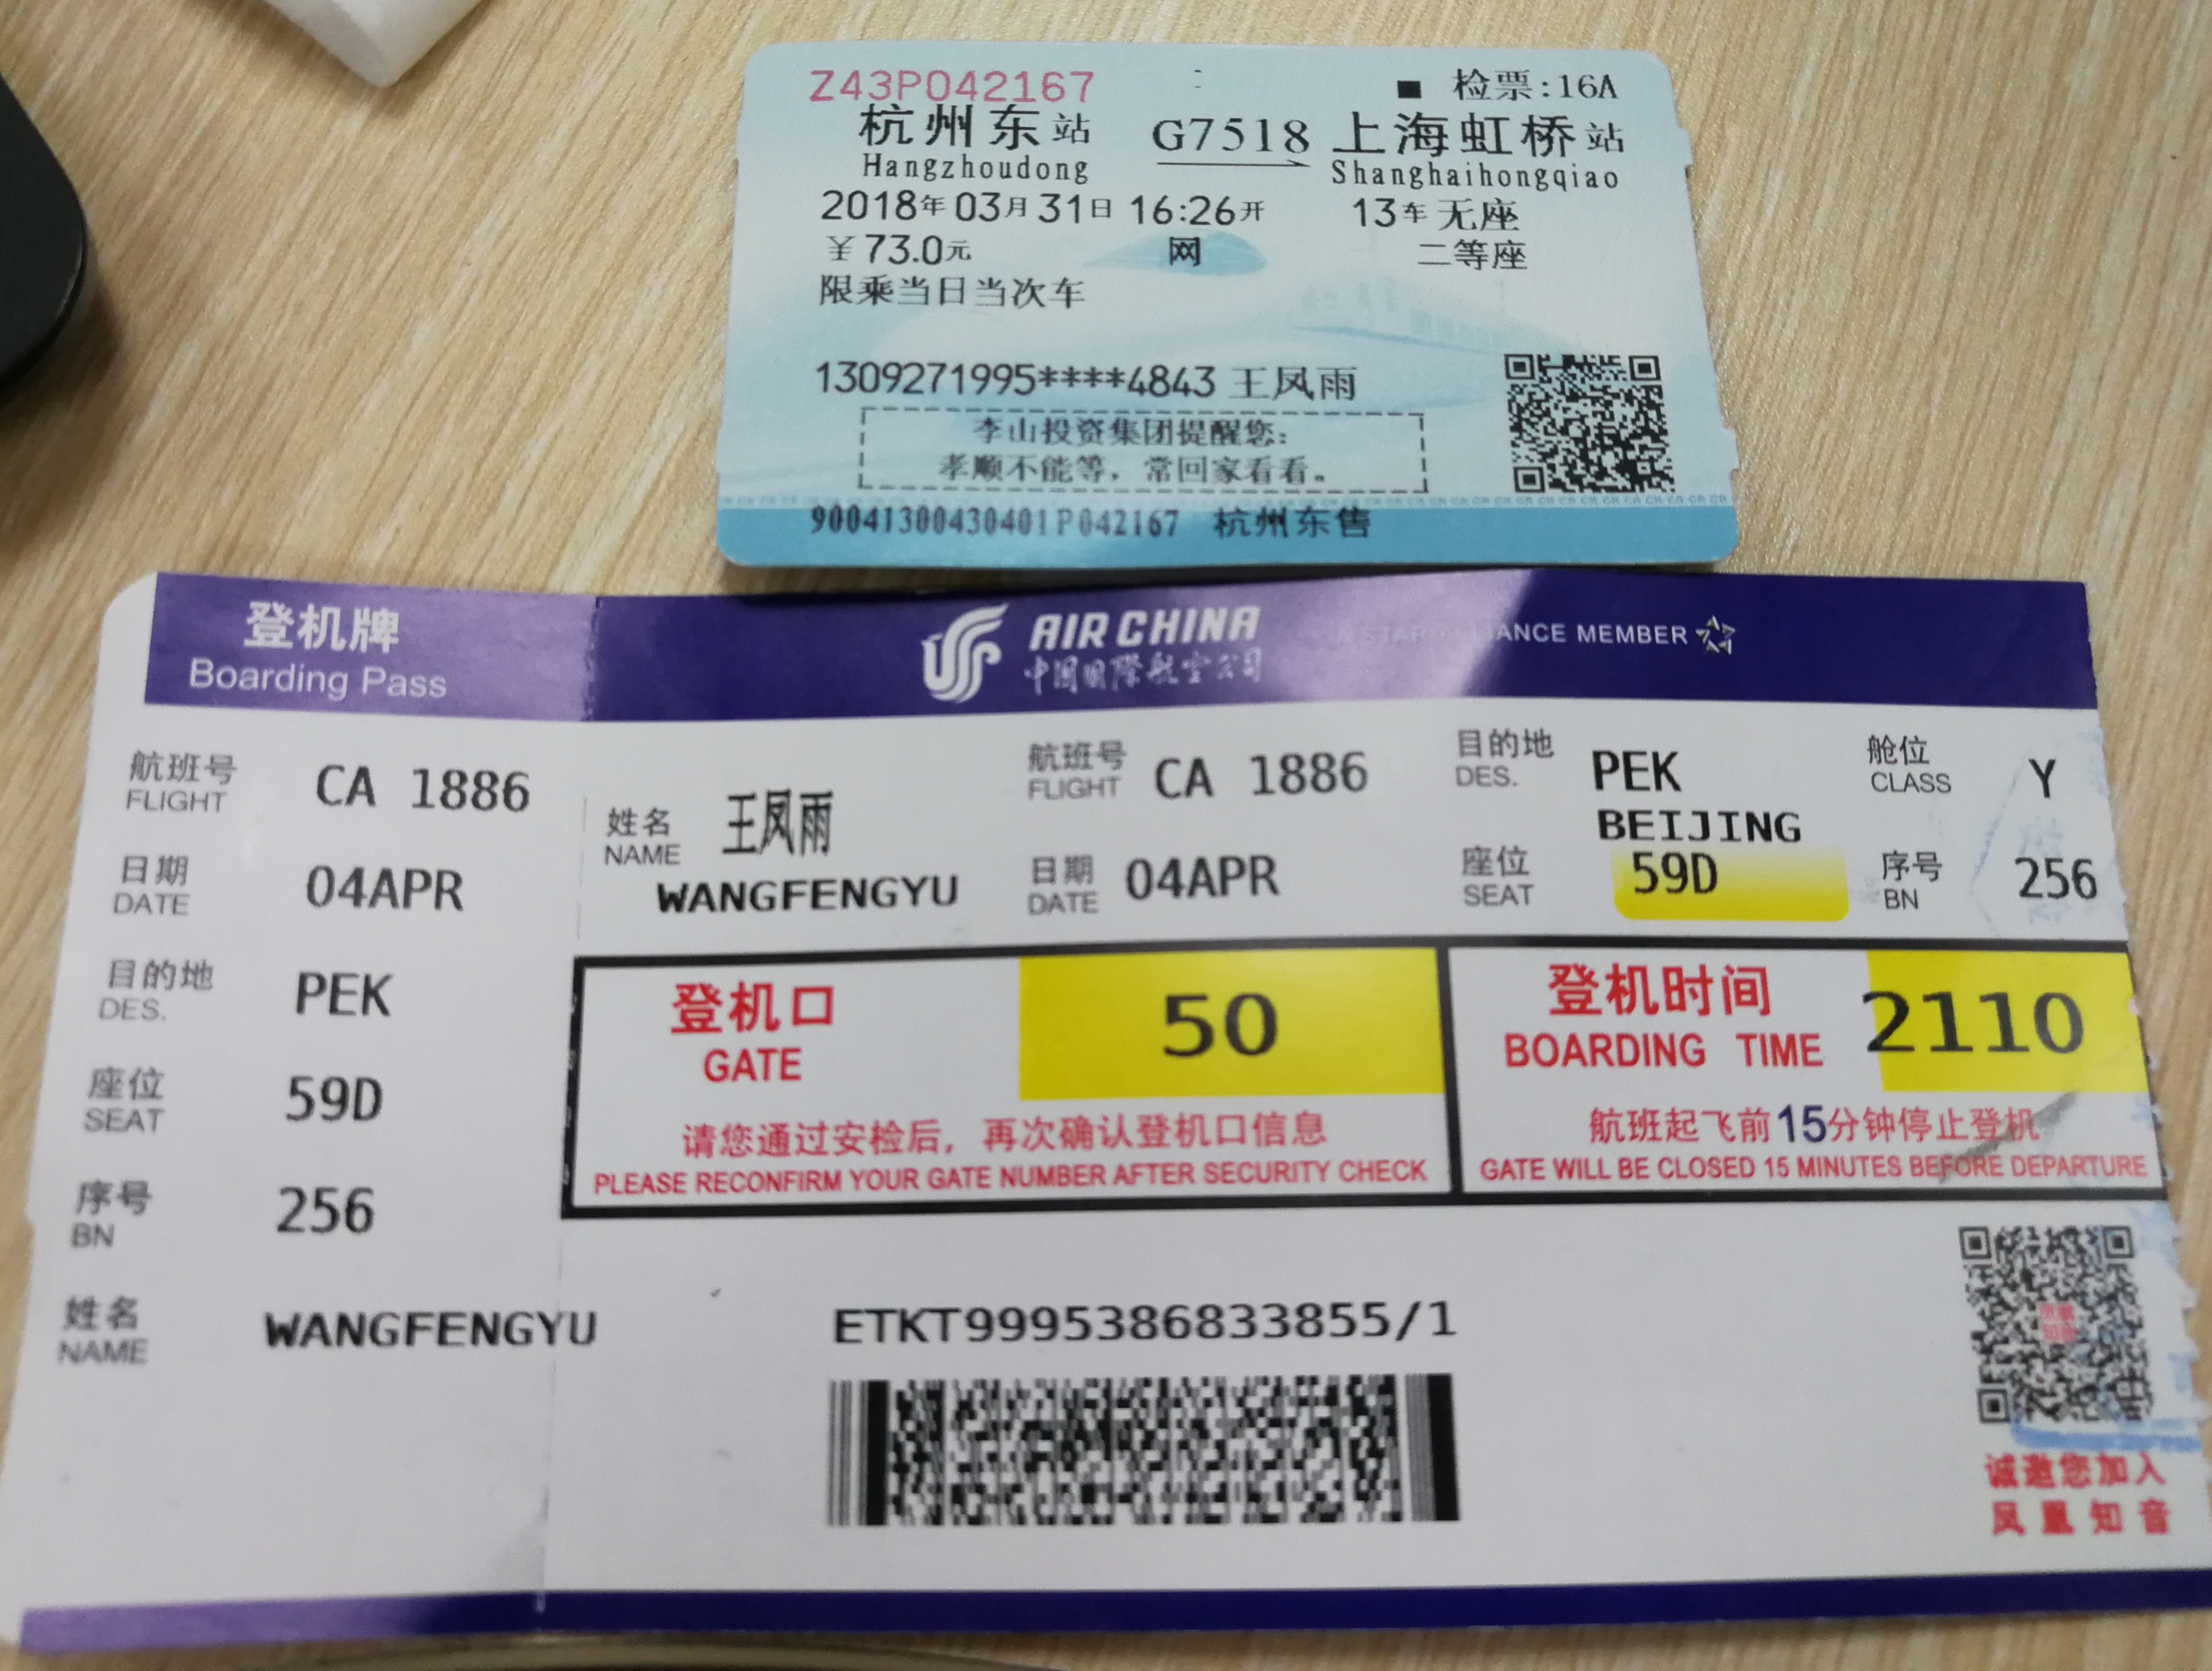 Z43P042167
检票:16A
杭州东站 G7518 上海虹桥站
Hangzhoudong Shanghaihongqiao
2018年03月31日 16:26开 13车 无座
¥73.0元 网 二等座
限乘当日当次车
1309271995****4843 王凤雨
李山投资集团提醒您:
孝顺不能等，常回家看看。
90041300430401P042167 杭州东售
登机牌
Boarding Pass
AIR CHINA
中国国际航空公司
A STAR ALLIANCE MEMBER
航班号 CA 1886
FLIGHT
日期 04APR
DATE
目的地 PEK
DES.
座位 59D
SEAT
序号 256
BN
姓名 WANGFENGYU
NAME
姓名 王凤雨
NAME
WANGFENGYU
航班号 CA 1886
FLIGHT
日期 04APR
DATE
目的地 PEK
DES.
BEIJING
座位 59D
SEAT
舱位 Y
CLASS
序号 256
BN
登机口 50
GATE
请您通过安检后，再次确认登机口信息
PLEASE RECONFIRM YOUR GATE NUMBER AFTER SECURITY CHECK
登机时间 2110
BOARDING TIME
航班起飞前15分钟停止登机
GATE WILL BE CLOSED 15 MINUTES BEFORE DEPARTURE
ETKT9995386833855/1
诚邀您加入
凤凰知音